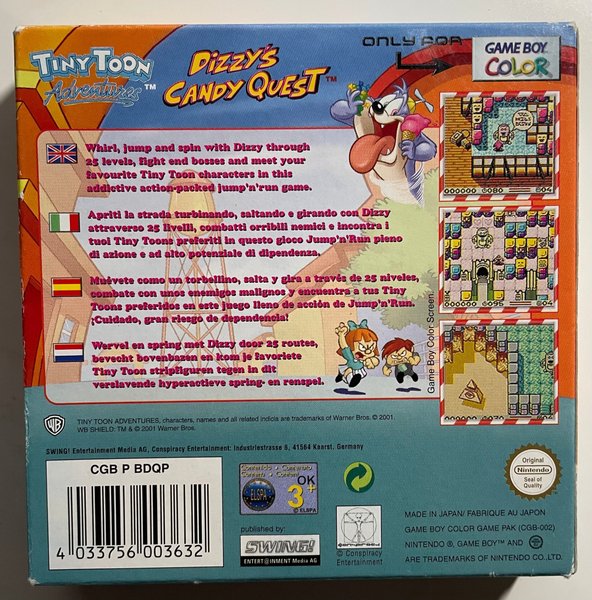 TINY TOON
Adventures™
DIZZY'S
CANDY QUEST™
ONLY FOR
GAME BOY
COLOR
Whirl, jump and spin with Dizzy through
25 levels, fight end bosses and meet your
favourite Tiny Toon characters in this
addictive action-packed jump'n'run game.
Apriti la strada turbinando, saltando e girando con Dizzy
attraverso 25 livelli, combatti orribili nemici e incontra i
tuoi Tiny Toons preferiti in questo gioco Jump'n'Run pieno
di azione e ad alto potenziale di dipendenza.
Muévete como un torbellino, salta y gira a través de 25 niveles,
combate con unos enemigos malignos y encuentra a tus Tiny
Toons preferidos en este juego lleno de acción de Jump'n'Run.
¡Cuidado, gran riesgo de dependencia!
Wervel en spring met Dizzy door 25 routes,
bevecht bovenbazen en kom je favoriete
Tiny Toon stripfiguren tegen in dit
verslavende hyperactieve spring- en renspel.
Game Boy Color Screen
WB
TINY TOON ADVENTURES, characters, names and all related indicia are trademarks of Warner Bros. © 2001.
WB SHIELD: TM & © 2001 Warner Bros.
SWING! Entertainment Media AG, Conspiracy Entertainment: Industriestrasse 5, 41564 Kaarst. Germany
CGB P BDQP
4 033756 003632
ELSPA
OK
3+
© ELSPA
published by:
SWING!
ENTERTAINMENT Media AG
© Conspiracy
Entertainment
Original
Nintendo
Seal of
Quality
MADE IN JAPAN/ FABRIQUE AU JAPON
GAME BOY COLOR GAME PAK (CGB-002)
NINTENDO ®, GAME BOY™ AND
ARE TRADEMARKS OF NINTENDO CO.,LTD.